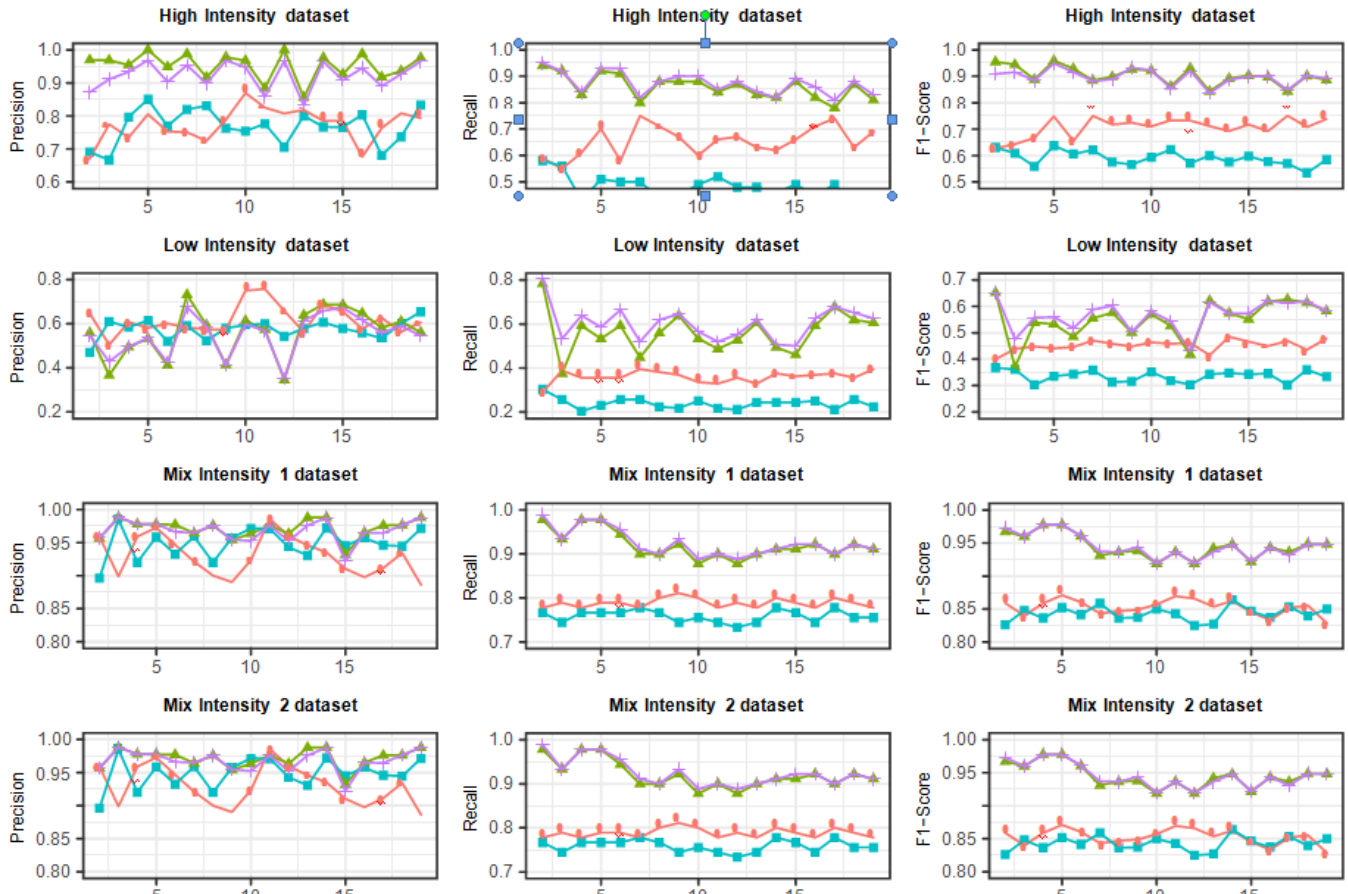 High Intensity dataset High Intensity dataset High Intensity dataset
1.0 1.0 1.0
0.9 0.9 0.9
0.8 0.8 0.8
0.7 0.7 0.7
0.6 0.6 0.6
0.5 0.5
Precision Recall F1-Score
5 10 15 5 10 15 5 10 15
Low Intensity dataset Low Intensity dataset Low Intensity dataset
0.8 0.8 0.7
0.6 0.6 0.6
0.5
0.4 0.4 0.4
0.3
0.2 0.2 0.2
Precision Recall F1-Score
5 10 15 5 10 15 5 10 15
Mix Intensity 1 dataset Mix Intensity 1 dataset Mix Intensity 1 dataset
1.00 1.0 1.00
0.95 0.9 0.95
0.85 0.8 0.85
0.80 0.7 0.80
Precision Recall F1-Score
5 10 15 5 10 15 5 10 15
Mix Intensity 2 dataset Mix Intensity 2 dataset Mix Intensity 2 dataset
1.00 1.0 1.00
0.95 0.9 0.95
0.85 0.8 0.85
0.80 0.7 0.80
Precision Recall F1-Score